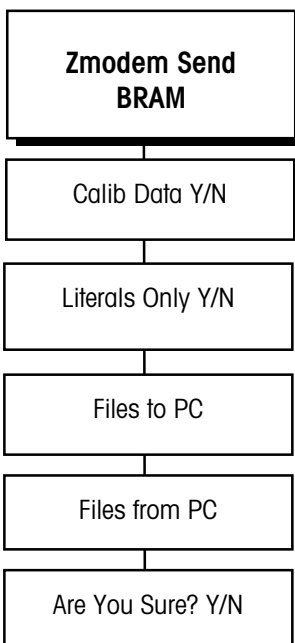 Zmodem Send
BRAM
Calib Data Y/N
Literals Only Y/N
Files to PC
Files from PC
Are You Sure? Y/N